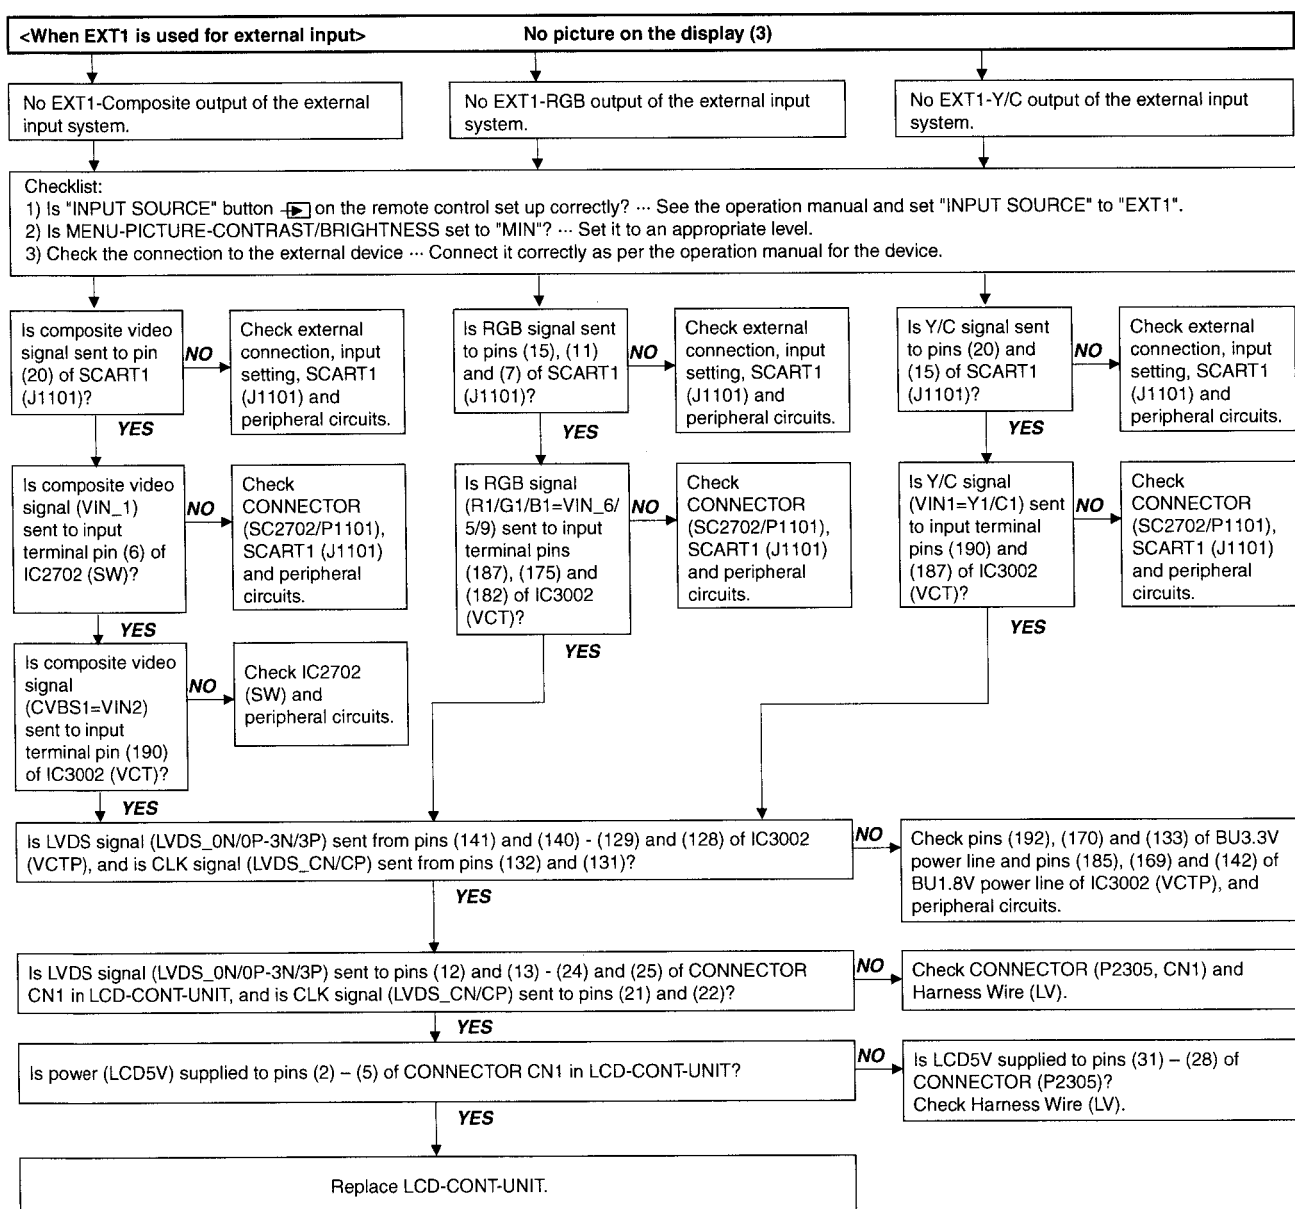 <When EXT1 is used for external input> No picture on the display (3)
No EXT1-Composite output of the external
input system.
No EXT1-RGB output of the external input
system.
No EXT1-Y/C output of the external input
system.
Checklist:
1) Is "INPUT SOURCE" button on the remote control set up correctly? ··· See the operation manual and set "INPUT SOURCE" to "EXT1".
2) Is MENU-PICTURE-CONTRAST/BRIGHTNESS set to "MIN"? ··· Set it to an appropriate level.
3) Check the connection to the external device ··· Connect it correctly as per the operation manual for the device.
Is composite video
signal sent to pin
(20) of SCART1
(J1101)?
NO
Check external
connection, input
setting, SCART1
(J1101) and
peripheral circuits.
YES
Is RGB signal sent
to pins (15), (11)
and (7) of SCART1
(J1101)?
NO
Check external
connection, input
setting, SCART1
(J1101) and
peripheral circuits.
YES
Is Y/C signal sent
to pins (20) and
(15) of SCART1
(J1101)?
NO
Check external
connection, input
setting, SCART1
(J1101) and
peripheral circuits.
YES
Is composite video
signal (VIN_1)
sent to input
terminal pin (6) of
IC2702 (SW)?
NO
Check
CONNECTOR
(SC2702/P1101),
SCART1 (J1101)
and peripheral
circuits.
YES
Is RGB signal
(R1/G1/B1=VIN_6/
5/9) sent to input
terminal pins
(187), (175) and
(182) of IC3002
(VCT)?
NO
Check
CONNECTOR
(SC2702/P1101),
SCART1 (J1101)
and peripheral
circuits.
YES
Is Y/C signal
(VIN1=Y1/C1) sent
to input terminal
pins (190) and
(187) of IC3002
(VCT)?
NO
Check
CONNECTOR
(SC2702/P1101),
SCART1 (J1101)
and peripheral
circuits.
YES
Is composite video
signal
(CVBS1=VIN2)
sent to input
terminal pin (190)
of IC3002 (VCT)?
NO
Check IC2702
(SW) and
peripheral circuits.
YES
Is LVDS signal (LVDS_0N/0P-3N/3P) sent from pins (141) and (140) - (129) and (128) of IC3002
(VCTP), and is CLK signal (LVDS_CN/CP) sent from pins (132) and (131)?
NO
Check pins (192), (170) and (133) of BU3.3V
power line and pins (185), (169) and (142) of
BU1.8V power line of IC3002 (VCTP), and
peripheral circuits.
YES
Is LVDS signal (LVDS_0N/0P-3N/3P) sent to pins (12) and (13) - (24) and (25) of CONNECTOR
CN1 in LCD-CONT-UNIT, and is CLK signal (LVDS_CN/CP) sent to pins (21) and (22)?
NO
Check CONNECTOR (P2305, CN1) and
Harness Wire (LV).
YES
Is power (LCD5V) supplied to pins (2) – (5) of CONNECTOR CN1 in LCD-CONT-UNIT?
NO
Is LCD5V supplied to pins (31) – (28) of
CONNECTOR (P2305)?
Check Harness Wire (LV).
YES
Replace LCD-CONT-UNIT.